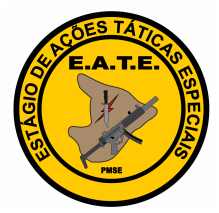 ESTÁGIO DE AÇÕES TÁTICAS ESPECIAIS
E.A.T.E.
PMSE